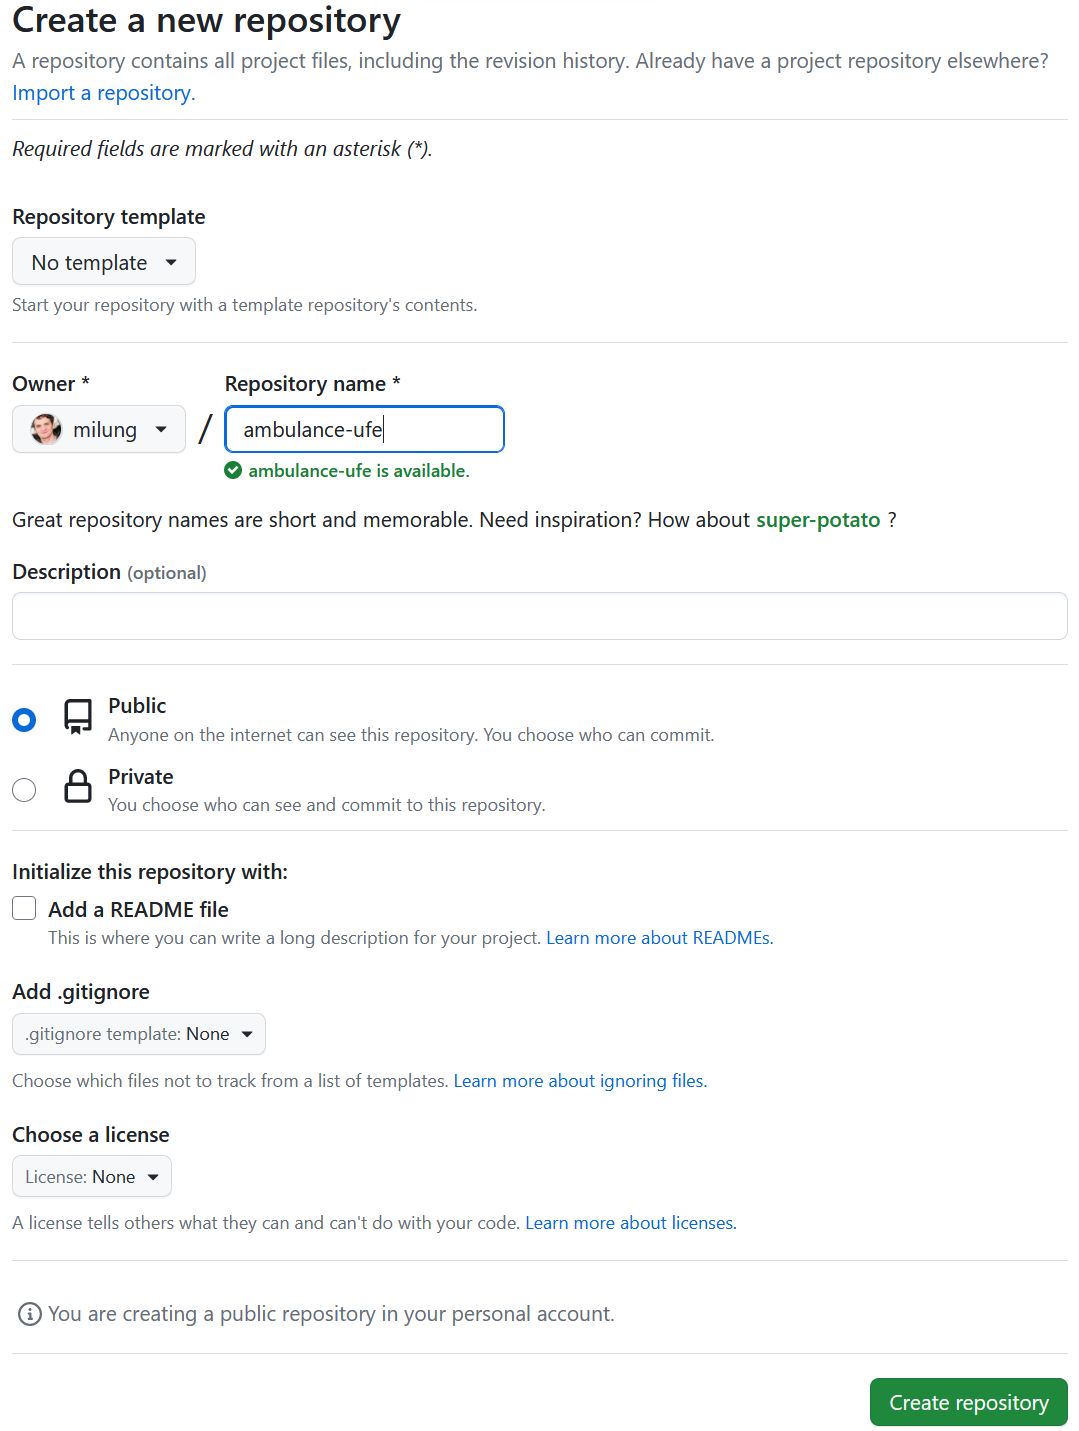 Create a new repository
A repository contains all project files, including the revision history. Already have a project repository elsewhere?
Import a repository.
Required fields are marked with an asterisk (*).
Repository template
No template
Start your repository with a template repository's contents.
Owner *
Repository name *
milung
/
ambulance-ufe
ambulance-ufe is available.
Great repository names are short and memorable. Need inspiration? How about super-potato ?
Description (optional)
Public
Anyone on the internet can see this repository. You choose who can commit.
Private
You choose who can see and commit to this repository.
Initialize this repository with:
Add a README file
This is where you can write a long description for your project. Learn more about READMEs.
Add .gitignore
.gitignore template: None
Choose which files not to track from a list of templates. Learn more about ignoring files.
Choose a license
License: None
A license tells others what they can and can't do with your code. Learn more about licenses.
You are creating a public repository in your personal account.
Create repository